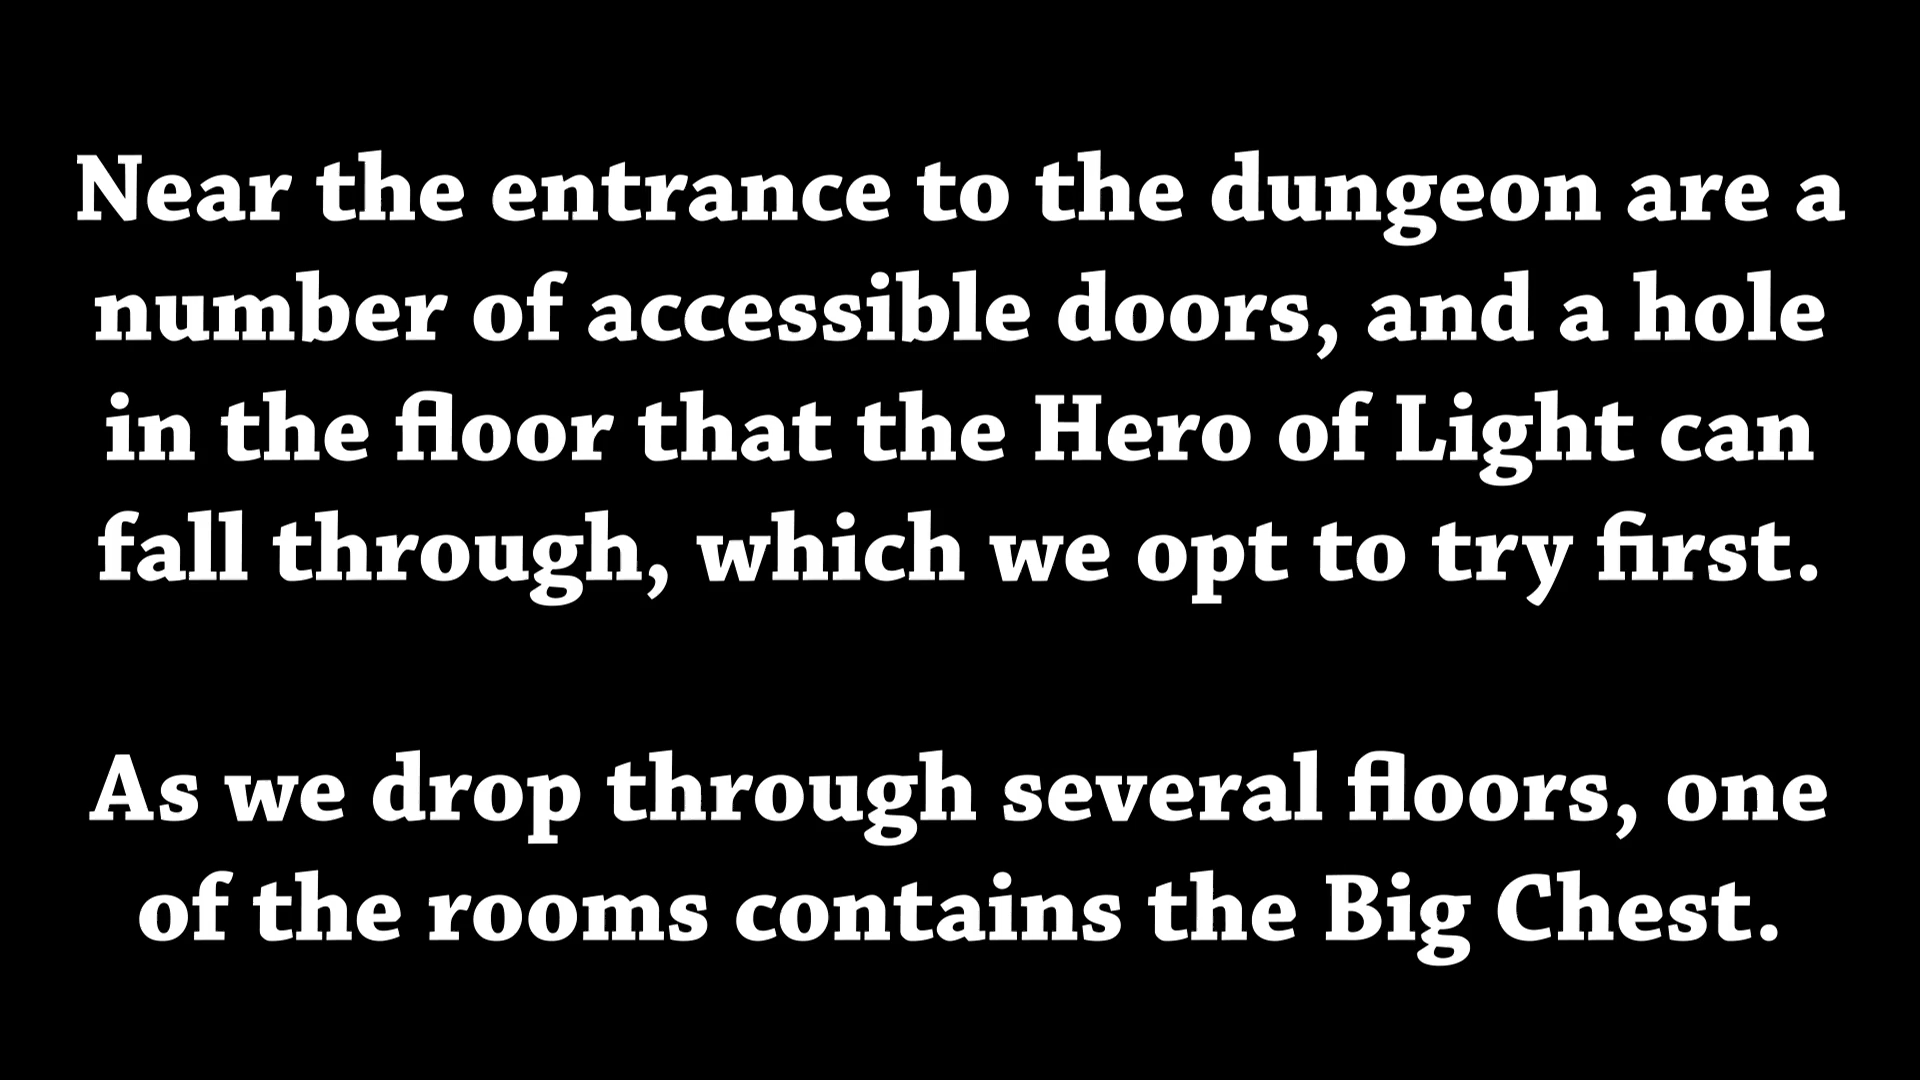 Near the entrance to the dungeon are a
number of accessible doors, and a hole
in the floor that the Hero of Light can
fall through, which we opt to try first.
As we drop through several floors, one
of the rooms contains the Big Chest.